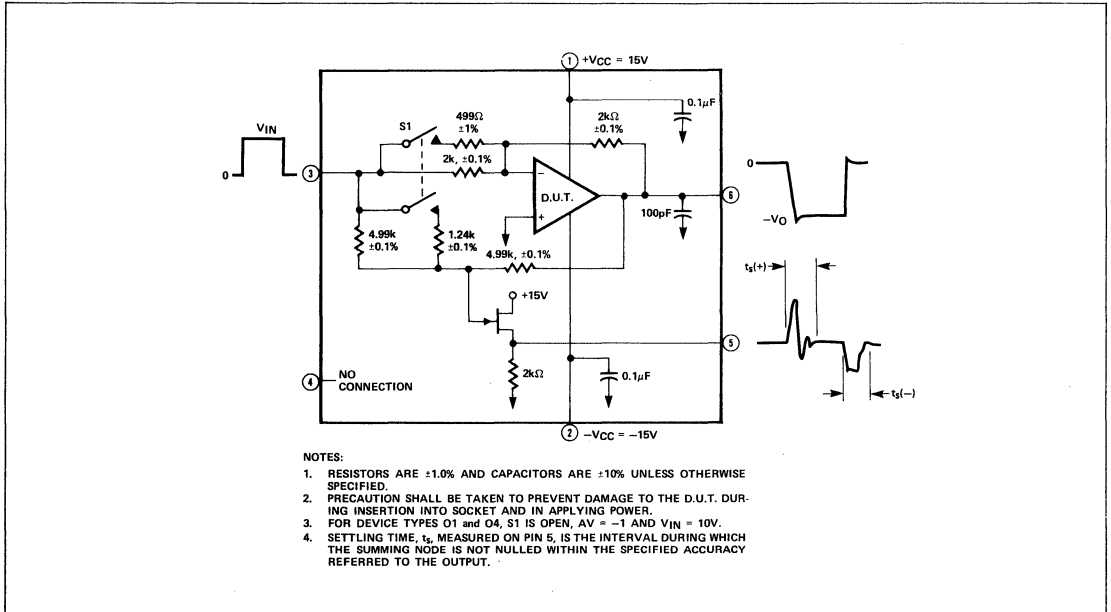 1 +VCC = 15V
0.1µF
499Ω
±1%
2kΩ
±0.1%
S1
VIN
0
3
2k, ±0.1%
−
D.U.T.
+
6
100pF
0
−VO
4.99k
±0.1%
1.24k
±0.1%
4.99k, ±0.1%
ts(+)
+15V
5
2kΩ
0.1µF
ts(−)
4 NO
CONNECTION
2 −VCC = −15V
NOTES:
1. RESISTORS ARE ±1.0% AND CAPACITORS ARE ±10% UNLESS OTHERWISE
SPECIFIED.
2. PRECAUTION SHALL BE TAKEN TO PREVENT DAMAGE TO THE D.U.T. DUR-
ING INSERTION INTO SOCKET AND IN APPLYING POWER.
3. FOR DEVICE TYPES 01 and 04, S1 IS OPEN, AV = −1 AND VIN = 10V.
4. SETTLING TIME, ts, MEASURED ON PIN 5, IS THE INTERVAL DURING WHICH
THE SUMMING NODE IS NOT NULLED WITHIN THE SPECIFIED ACCURACY
REFERRED TO THE OUTPUT.